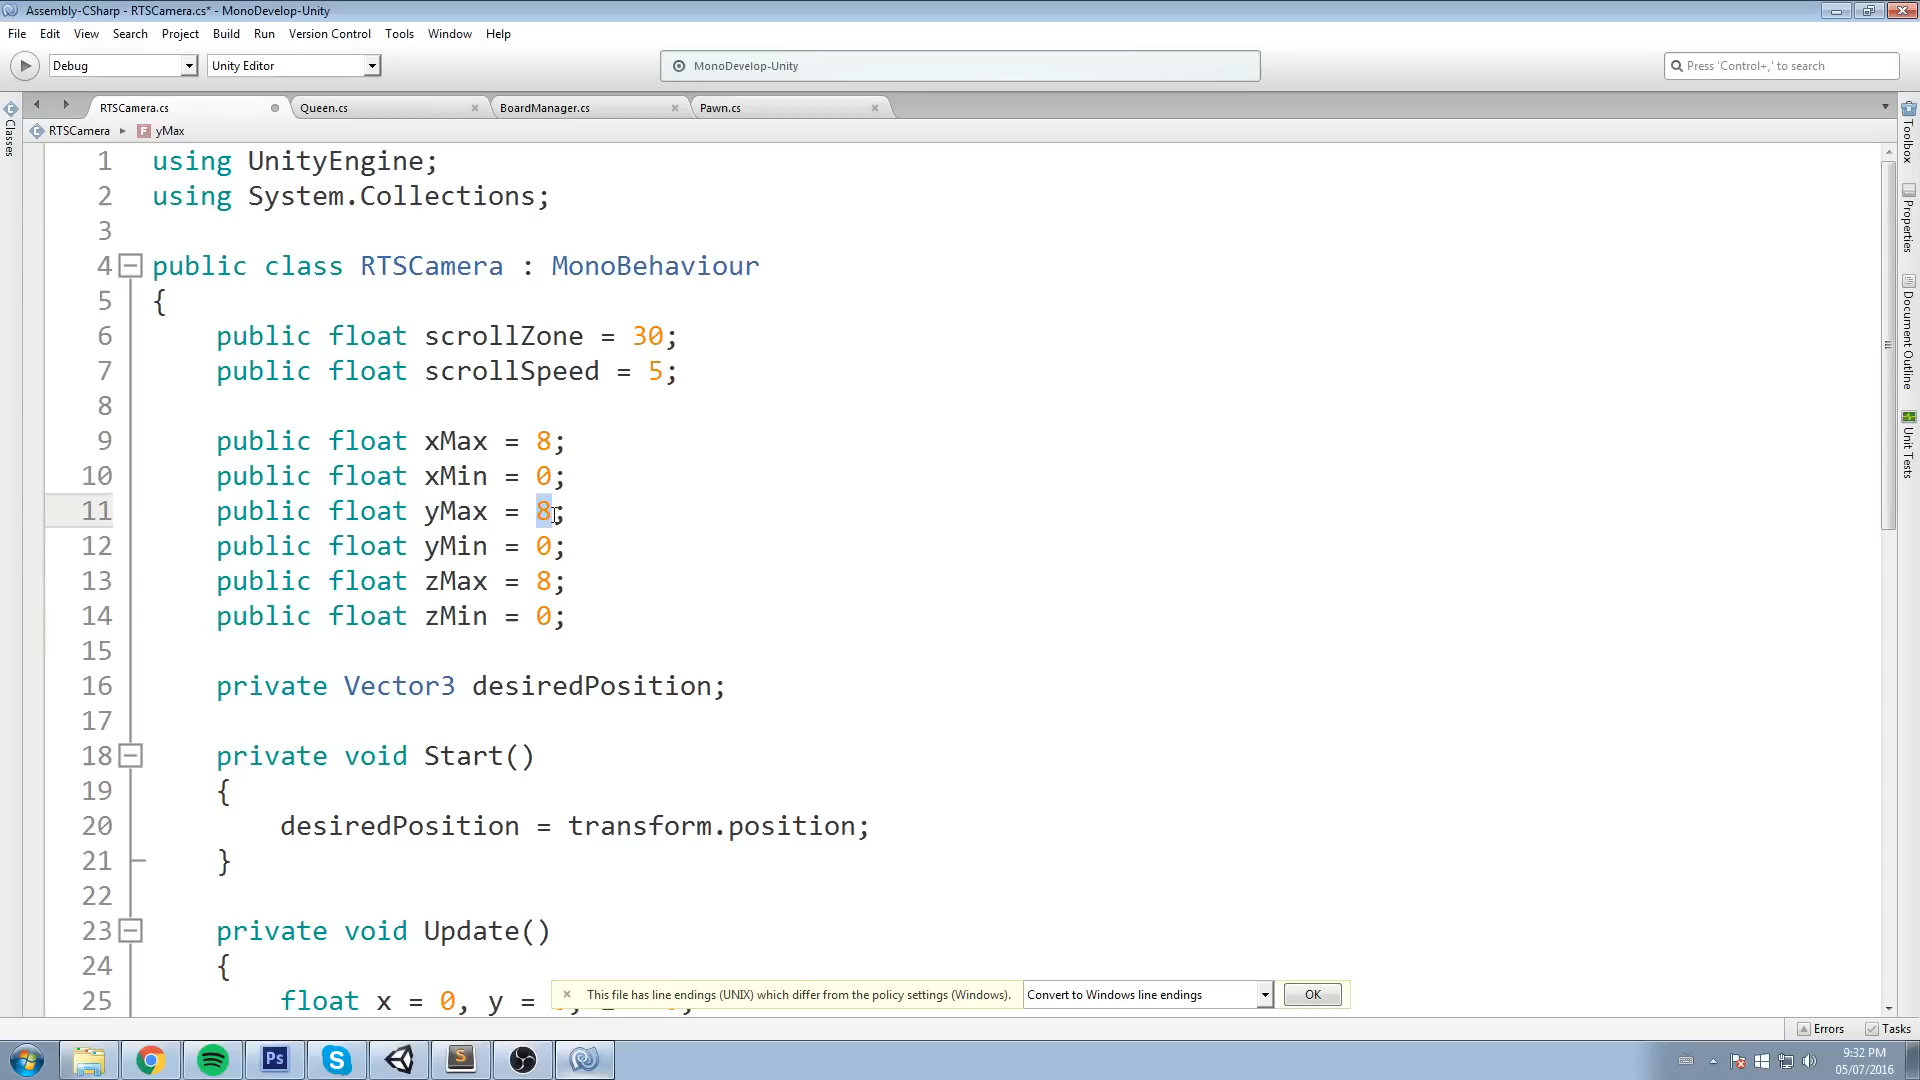 Assembly-CSharp - RTSCamera.cs* - MonoDevelop-Unity
File Edit View Search Project Build Run Version Control Tools Window Help
Debug Unity Editor MonoDevelop-Unity Press 'Control+,' to search
RTSCamera.cs Queen.cs BoardManager.cs Pawn.cs
RTSCamera yMax
Classes
Toolbox
Properties
Document Outline
Unit Tests
1 using UnityEngine;
2 using System.Collections;
3
4 public class RTSCamera : MonoBehaviour
5 {
6 public float scrollZone = 30;
7 public float scrollSpeed = 5;
8
9 public float xMax = 8;
10 public float xMin = 0;
11 public float yMax = 8;
12 public float yMin = 0;
13 public float zMax = 8;
14 public float zMin = 0;
15
16 private Vector3 desiredPosition;
17
18 private void Start()
19 {
20 desiredPosition = transform.position;
21 }
22
23 private void Update()
24 {
25 float x = 0, y =
This file has line endings (UNIX) which differ from the policy settings (Windows). Convert to Windows line endings OK
Errors Tasks
Ps
S
9:32 PM
05/07/2016